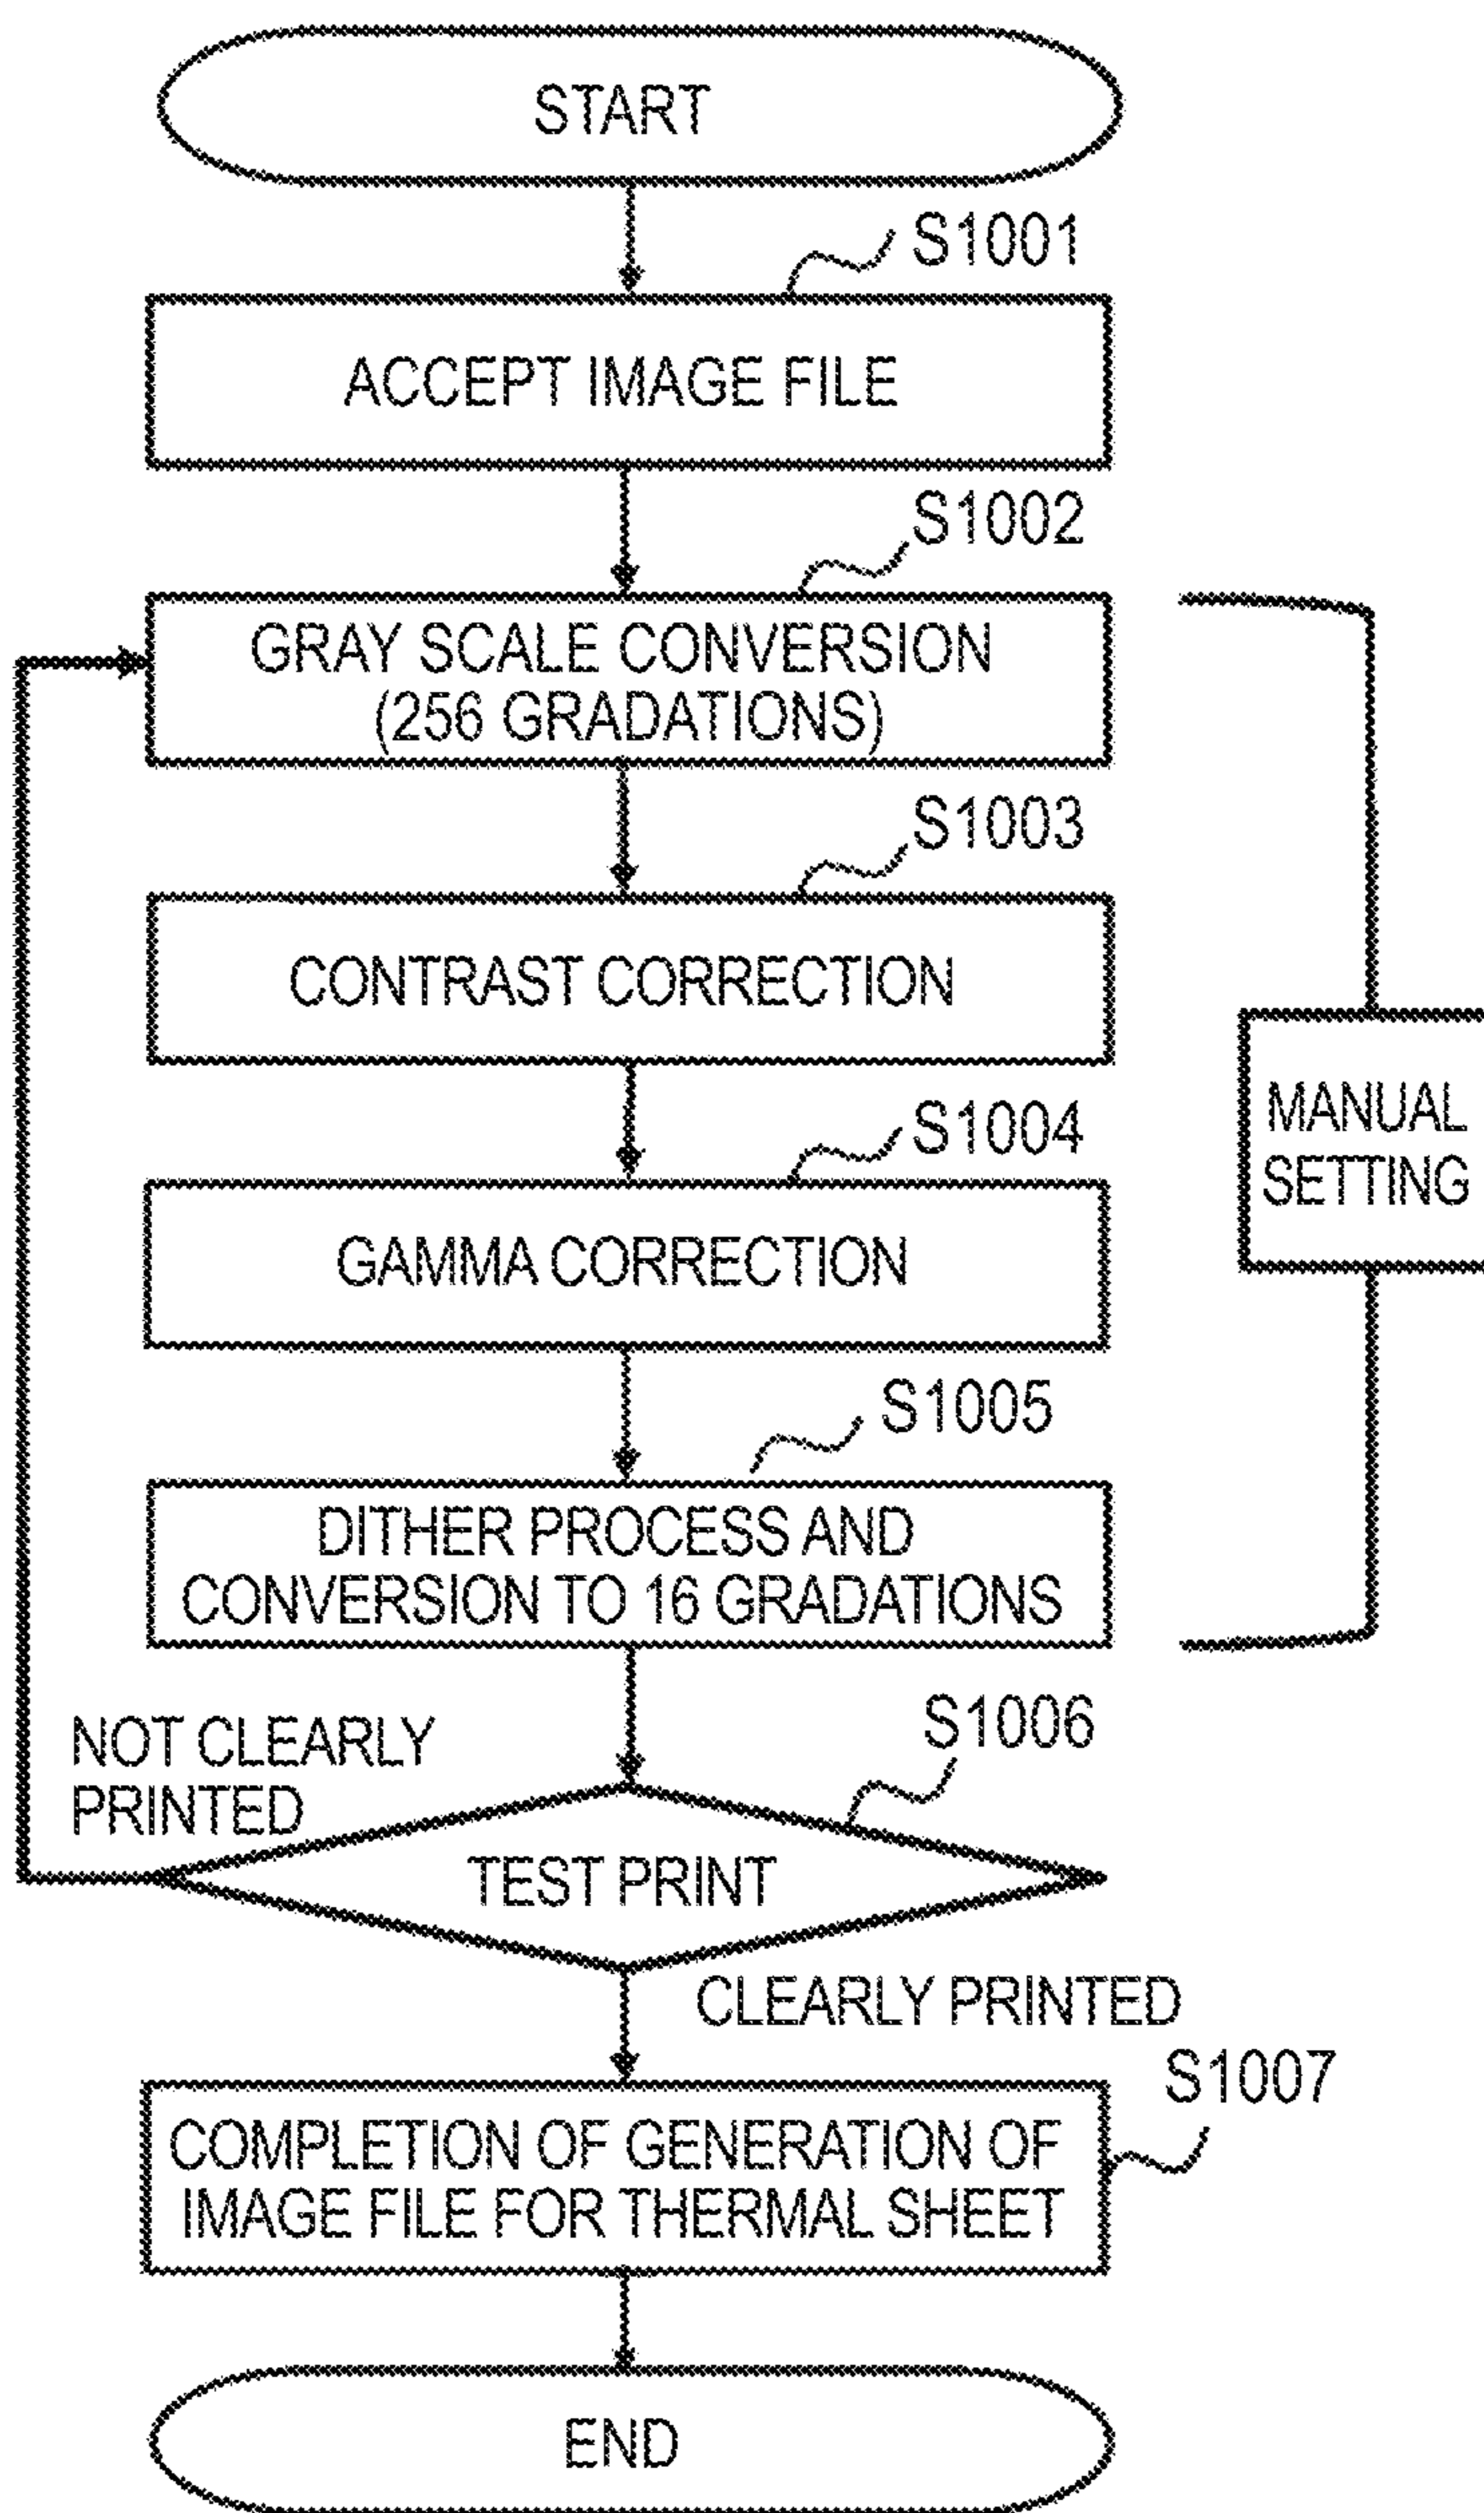 START
S1001
ACCEPT IMAGE FILE
S1002
GRAY SCALE CONVERSION
(256 GRADATIONS)
S1003
CONTRAST CORRECTION
MANUAL
SETTING
S1004
GAMMA CORRECTION
S1005
DITHER PROCESS AND
CONVERSION TO 16 GRADATIONS
S1006
NOT CLEARLY
PRINTED
TEST PRINT
CLEARLY PRINTED
S1007
COMPLETION OF GENERATION OF
IMAGE FILE FOR THERMAL SHEET
END